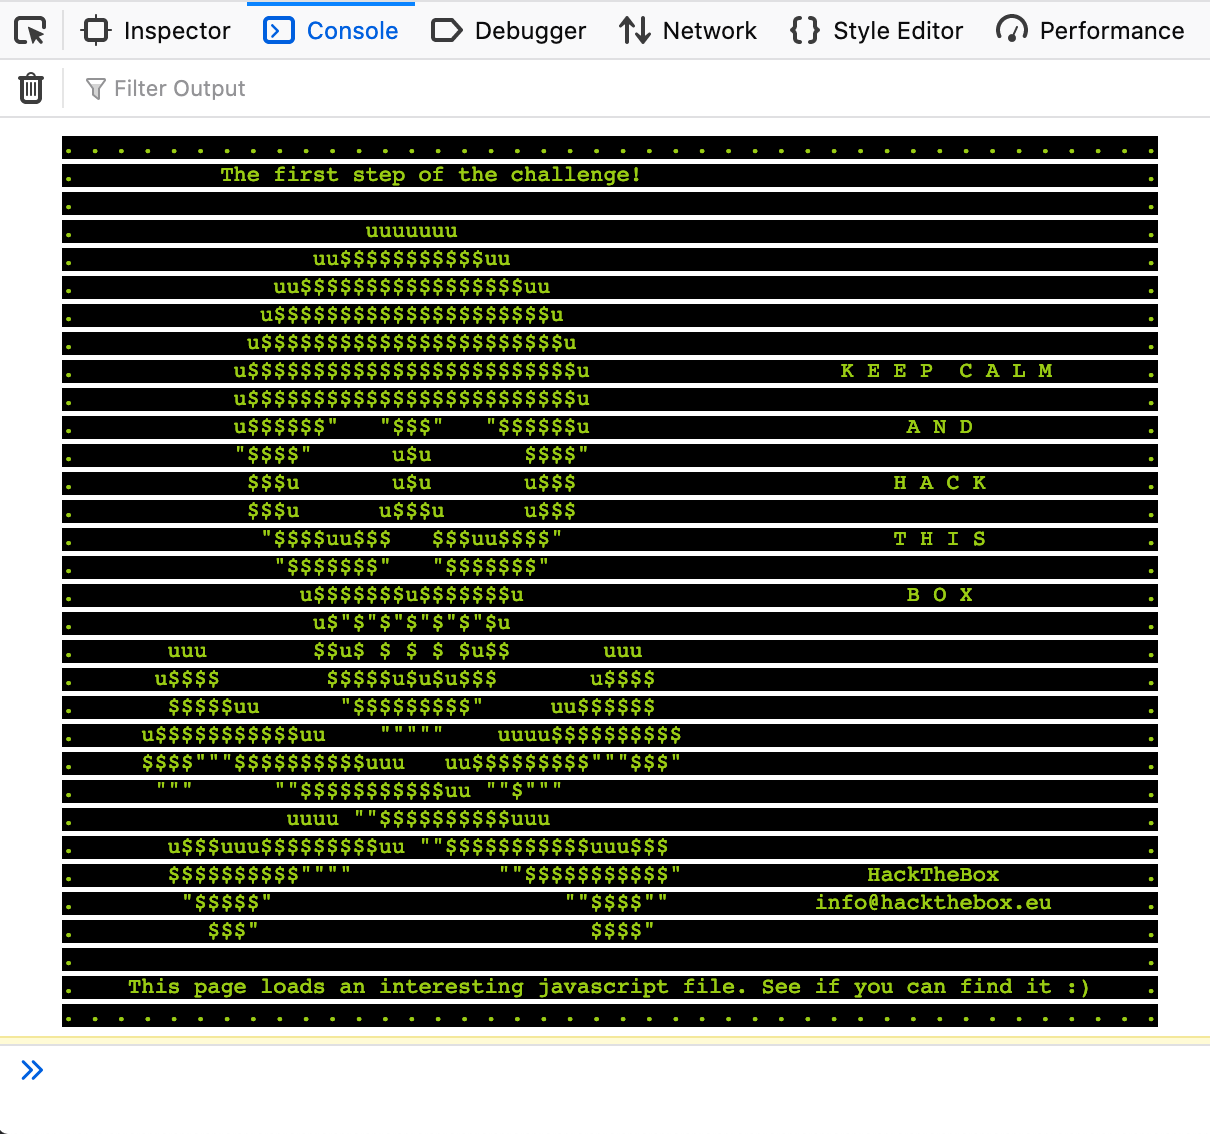 Inspector Console Debugger Network Style Editor Performance
Filter Output
. . . . . . . . . . . . . . . . . . . . . . . . . . . . . . . . . . . . . . . . . .
. The first step of the challenge! .
. .
. uuuuuuu .
. uu$$$$$$$$$$$uu .
. uu$$$$$$$$$$$$$$$$$uu .
. u$$$$$$$$$$$$$$$$$$$$$u .
. u$$$$$$$$$$$$$$$$$$$$$$$u .
. u$$$$$$$$$$$$$$$$$$$$$$$$$u K E E P  C A L M .
. u$$$$$$$$$$$$$$$$$$$$$$$$$u .
. u$$$$$$"   "$$$"   "$$$$$$u A N D .
. "$$$$"      u$u       $$$$" .
. $$$u       u$u       u$$$ H A C K .
. $$$u      u$$$u      u$$$ .
. "$$$$uu$$$   $$$uu$$$$" T H I S .
. "$$$$$$$"   "$$$$$$$" .
. u$$$$$$$u$$$$$$$u B O X .
. u$"$"$"$"$"$"$u .
. uuu        $$u$ $ $ $ $u$$       uuu .
. u$$$$        $$$$$u$u$u$$$       u$$$$ .
. $$$$$uu      "$$$$$$$$$"     uu$$$$$$ .
. u$$$$$$$$$$$uu    """""    uuuu$$$$$$$$$$ .
. $$$$"""$$$$$$$$$$uuu   uu$$$$$$$$$"""$$$" .
. """      ""$$$$$$$$$$$uu ""$""" .
. uuuu ""$$$$$$$$$$uuu .
. u$$$uuu$$$$$$$$$uu ""$$$$$$$$$$$uuu$$$ .
. $$$$$$$$$$""""           ""$$$$$$$$$$$" HackTheBox .
. "$$$$$"                      ""$$$$"" info@hackthebox.eu .
. $$$"                         $$$$" .
. .
. This page loads an interesting javascript file. See if you can find it :) .
. . . . . . . . . . . . . . . . . . . . . . . . . . . . . . . . . . . . . . . . . .